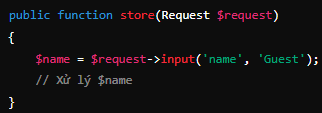 public function store(Request $request)
{
    $name = $request->input('name', 'Guest');
    // Xử lý $name
}